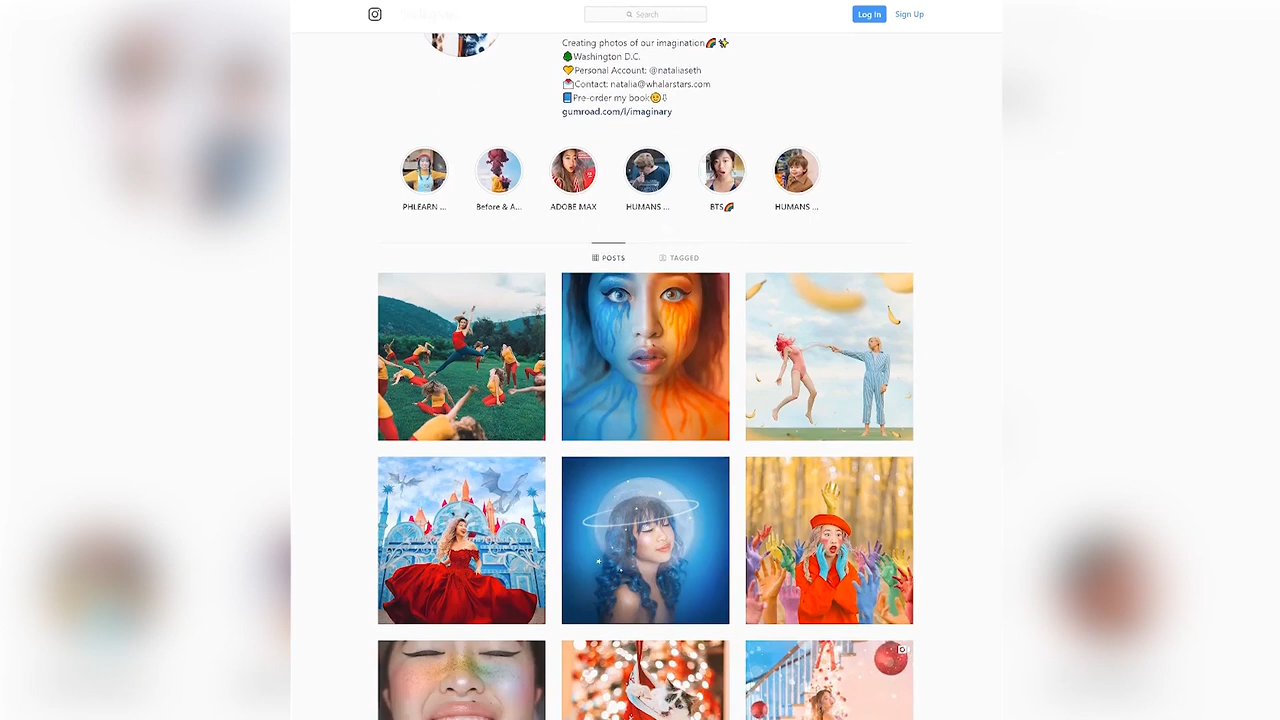 Search
Log In
Sign Up
Creating photos of our imagination🌈
🌲Washington D.C.
💛Personal Account: @nataliaseth
💌Contact: natalia@whalarstars.com
📘Pre-order my book😊⇩
gumroad.com/l/imaginary
PHLEARN ...
Before & A...
ADOBE MAX
HUMANS ...
BTS🌈
HUMANS ...
POSTS
TAGGED